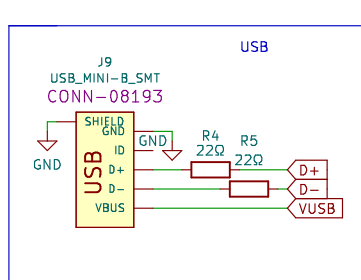 USB
J9
USB_MINI-B_SMT
CONN-08193
SHIELD
GND
GND
ID
GND
R4
22Ω
R5
22Ω
USB
D+
D-
VBUS
D+
D-
VUSB